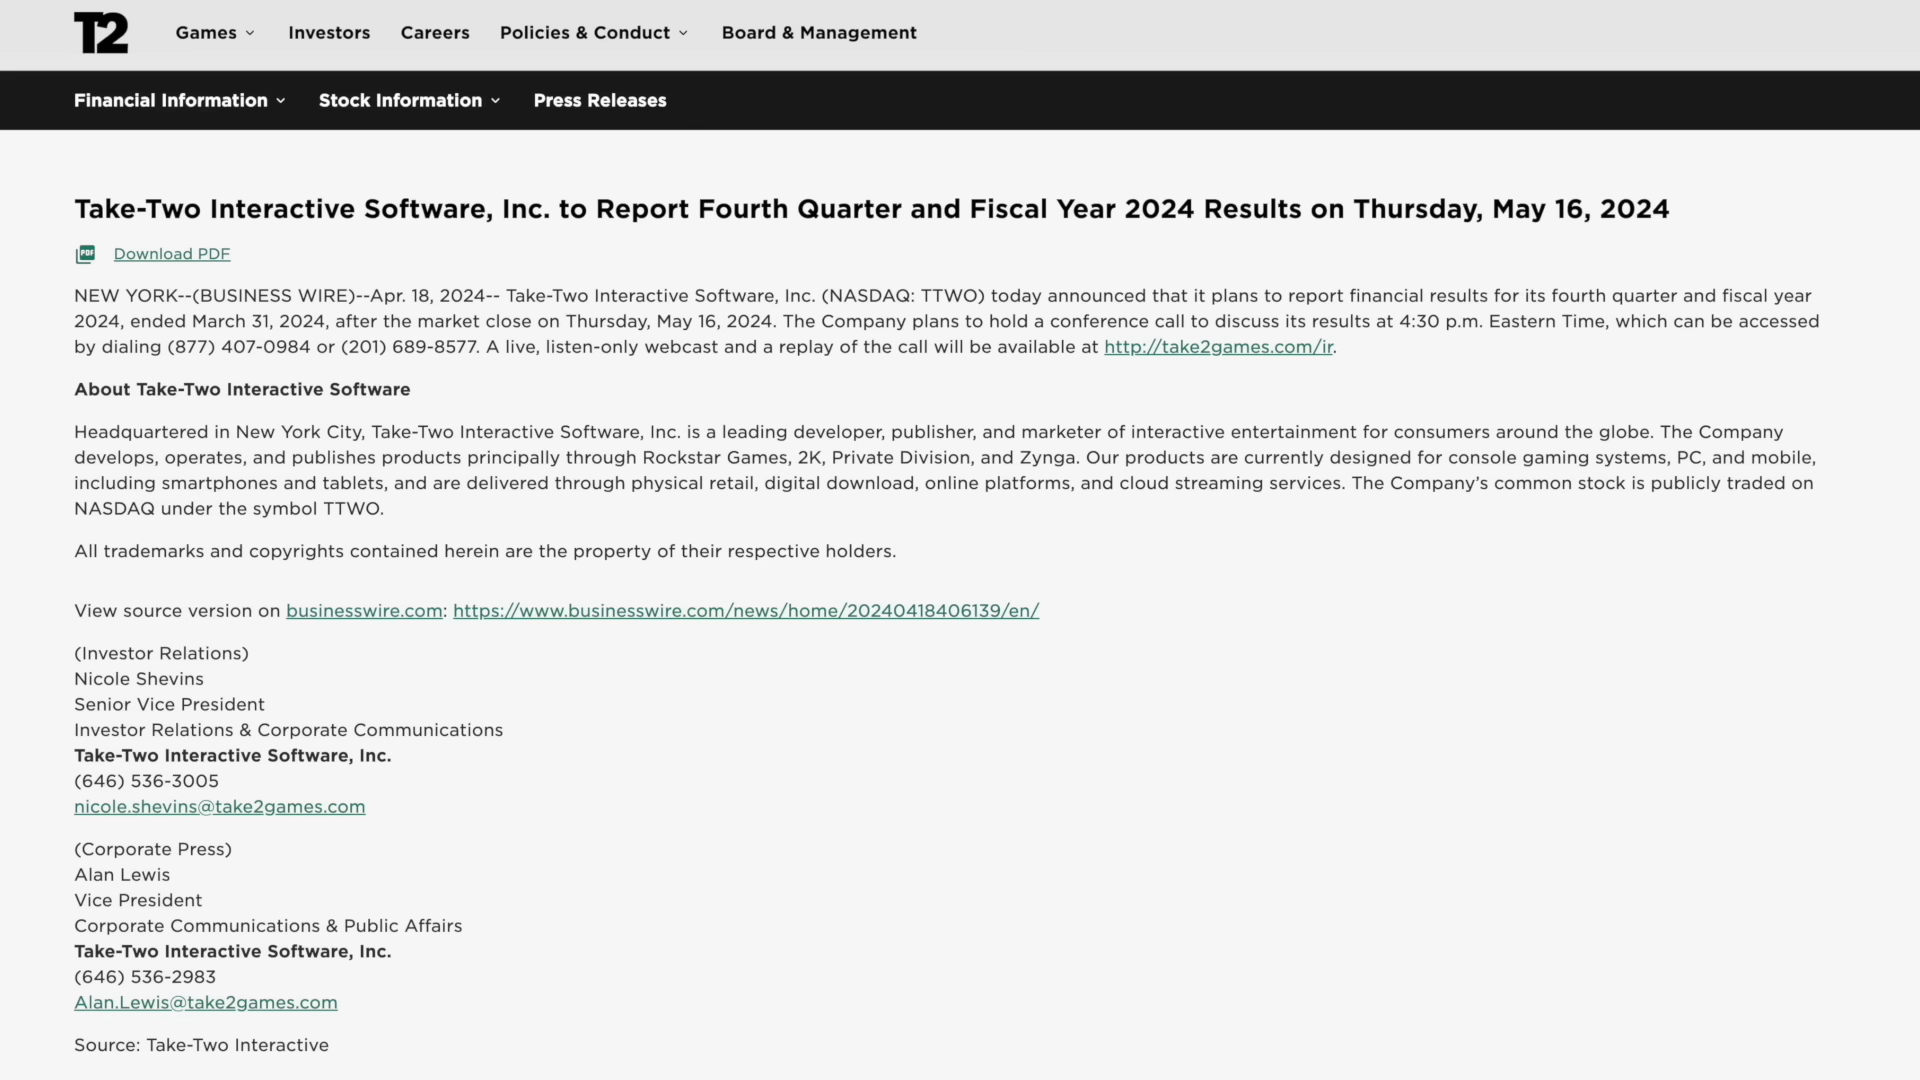 T2 Games Investors Careers Policies & Conduct Board & Management
Financial Information Stock Information Press Releases
Take-Two Interactive Software, Inc. to Report Fourth Quarter and Fiscal Year 2024 Results on Thursday, May 16, 2024
PDF Download PDF
NEW YORK--(BUSINESS WIRE)--Apr. 18, 2024-- Take-Two Interactive Software, Inc. (NASDAQ: TTWO) today announced that it plans to report financial results for its fourth quarter and fiscal year
2024, ended March 31, 2024, after the market close on Thursday, May 16, 2024. The Company plans to hold a conference call to discuss its results at 4:30 p.m. Eastern Time, which can be accessed
by dialing (877) 407-0984 or (201) 689-8577. A live, listen-only webcast and a replay of the call will be available at http://take2games.com/ir.
About Take-Two Interactive Software
Headquartered in New York City, Take-Two Interactive Software, Inc. is a leading developer, publisher, and marketer of interactive entertainment for consumers around the globe. The Company
develops, operates, and publishes products principally through Rockstar Games, 2K, Private Division, and Zynga. Our products are currently designed for console gaming systems, PC, and mobile,
including smartphones and tablets, and are delivered through physical retail, digital download, online platforms, and cloud streaming services. The Company’s common stock is publicly traded on
NASDAQ under the symbol TTWO.
All trademarks and copyrights contained herein are the property of their respective holders.
View source version on businesswire.com: https://www.businesswire.com/news/home/20240418406139/en/
(Investor Relations)
Nicole Shevins
Senior Vice President
Investor Relations & Corporate Communications
Take-Two Interactive Software, Inc.
(646) 536-3005
nicole.shevins@take2games.com
(Corporate Press)
Alan Lewis
Vice President
Corporate Communications & Public Affairs
Take-Two Interactive Software, Inc.
(646) 536-2983
Alan.Lewis@take2games.com
Source: Take-Two Interactive